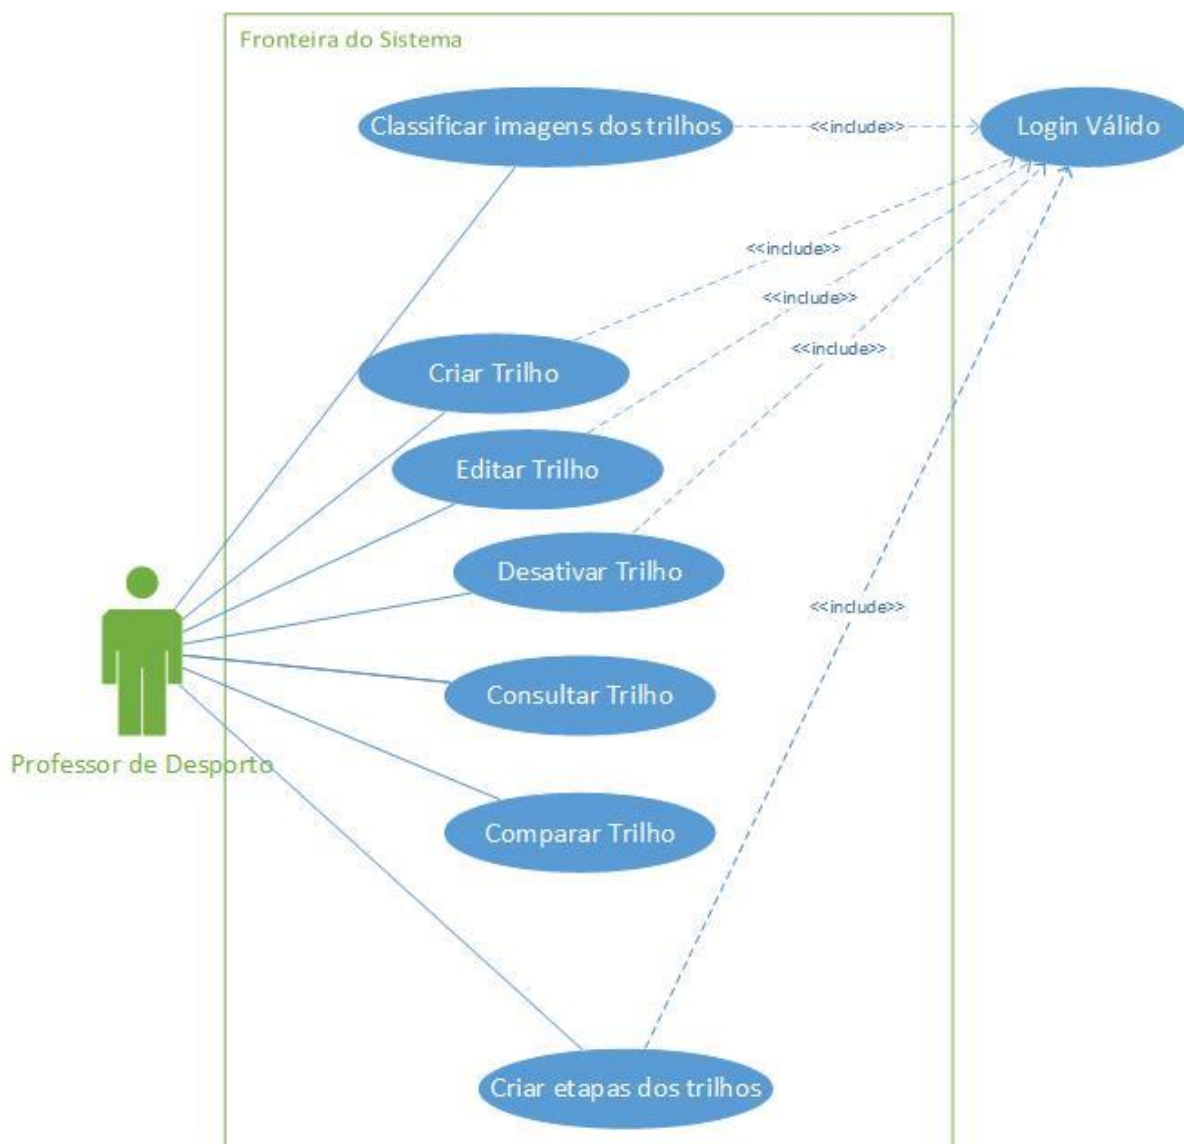 Fronteira do Sistema
Classificar imagens dos trilhos
<<include>>
Login Válido
<<include>>
<<include>>
<<include>>
Criar Trilho
Editar Trilho
Desativar Trilho
<<include>>
Consultar Trilho
Professor de Desporto
Comparar Trilho
Criar etapas dos trilhos